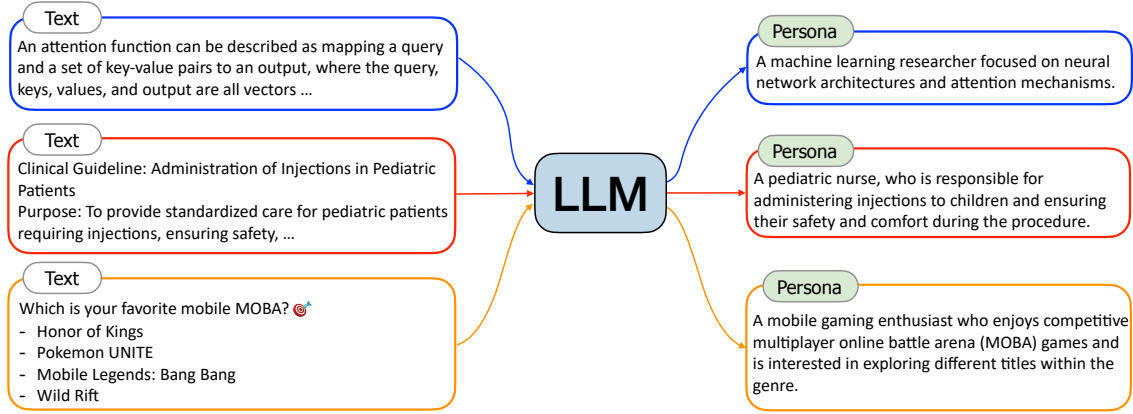 Text
An attention function can be described as mapping a query
and a set of key-value pairs to an output, where the query,
keys, values, and output are all vectors ...
Text
Clinical Guideline: Administration of Injections in Pediatric
Patients
Purpose: To provide standardized care for pediatric patients
requiring injections, ensuring safety, ...
Text
Which is your favorite mobile MOBA? 🎯
- Honor of Kings
- Pokemon UNITE
- Mobile Legends: Bang Bang
- Wild Rift
LLM
Persona
A machine learning researcher focused on neural
network architectures and attention mechanisms.
Persona
A pediatric nurse, who is responsible for
administering injections to children and ensuring
their safety and comfort during the procedure.
Persona
A mobile gaming enthusiast who enjoys competitive
multiplayer online battle arena (MOBA) games and
is interested in exploring different titles within the
genre.